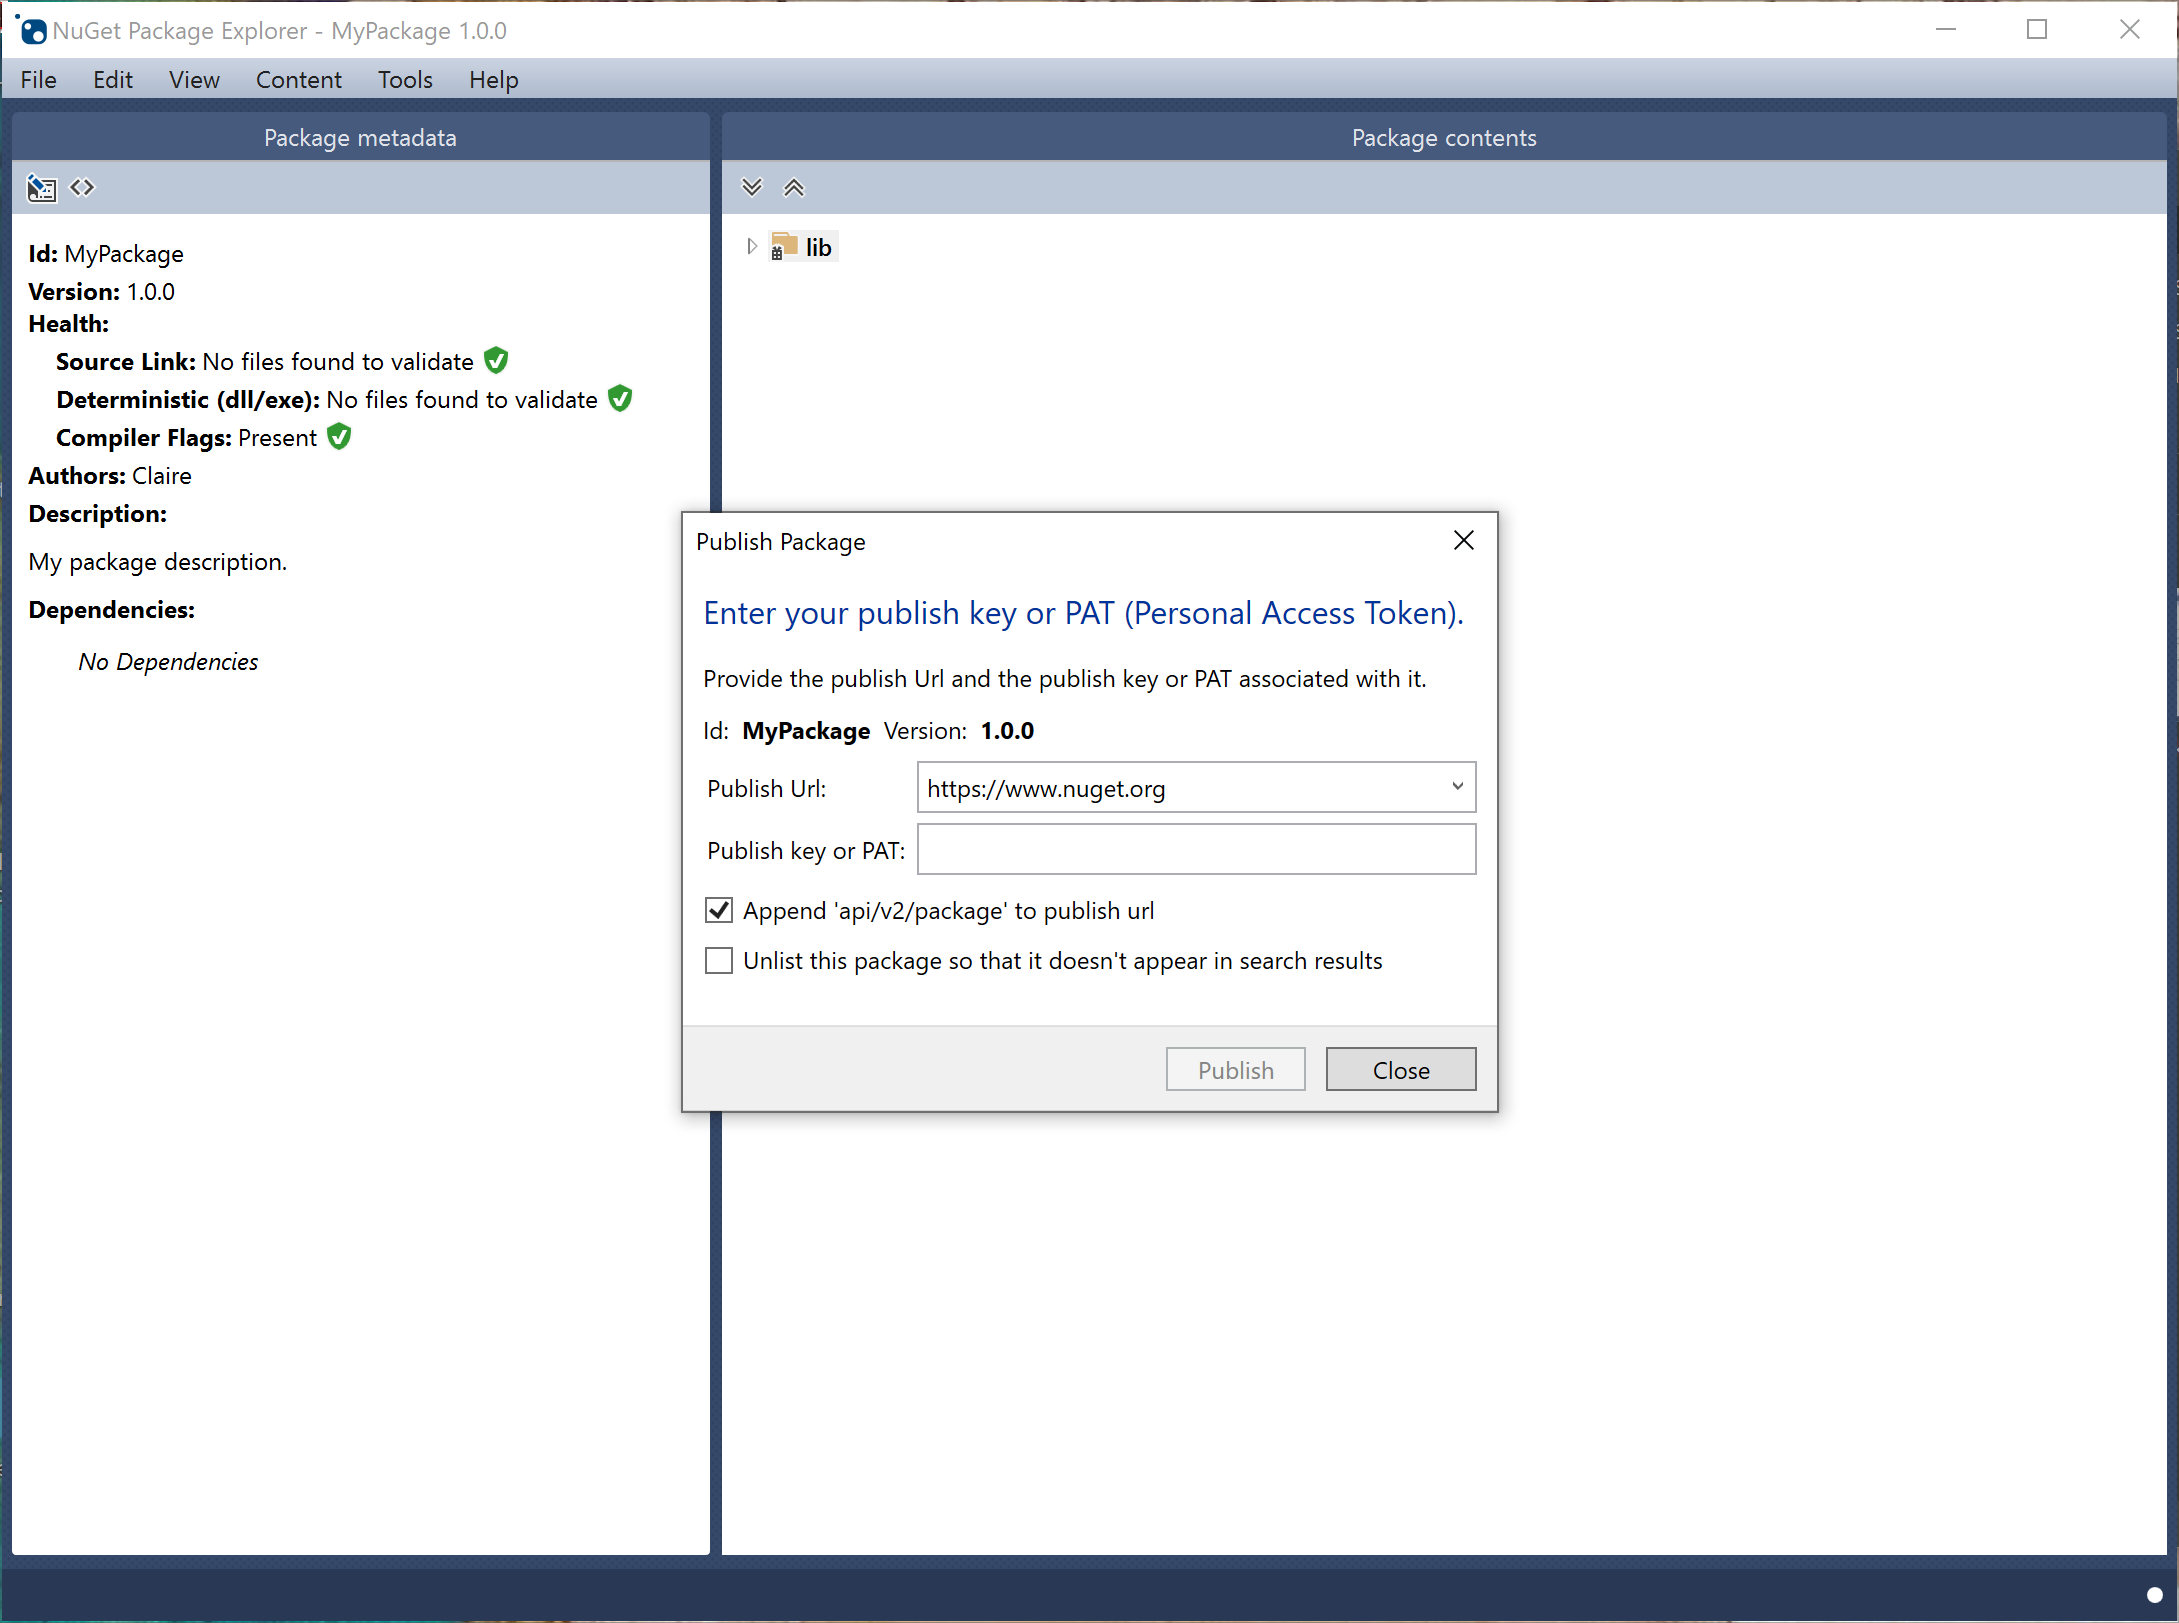 NuGet Package Explorer - MyPackage 1.0.0
File Edit View Content Tools Help
Package metadata
Id: MyPackage
Version: 1.0.0
Health:
Source Link: No files found to validate
Deterministic (dll/exe): No files found to validate
Compiler Flags: Present
Authors: Claire
Description:
My package description.
Dependencies:
No Dependencies
Package contents
lib
Publish Package
Enter your publish key or PAT (Personal Access Token).
Provide the publish Url and the publish key or PAT associated with it.
Id: MyPackage Version: 1.0.0
Publish Url: https://www.nuget.org
Publish key or PAT:
Append 'api/v2/package' to publish url
Unlist this package so that it doesn't appear in search results
Publish Close